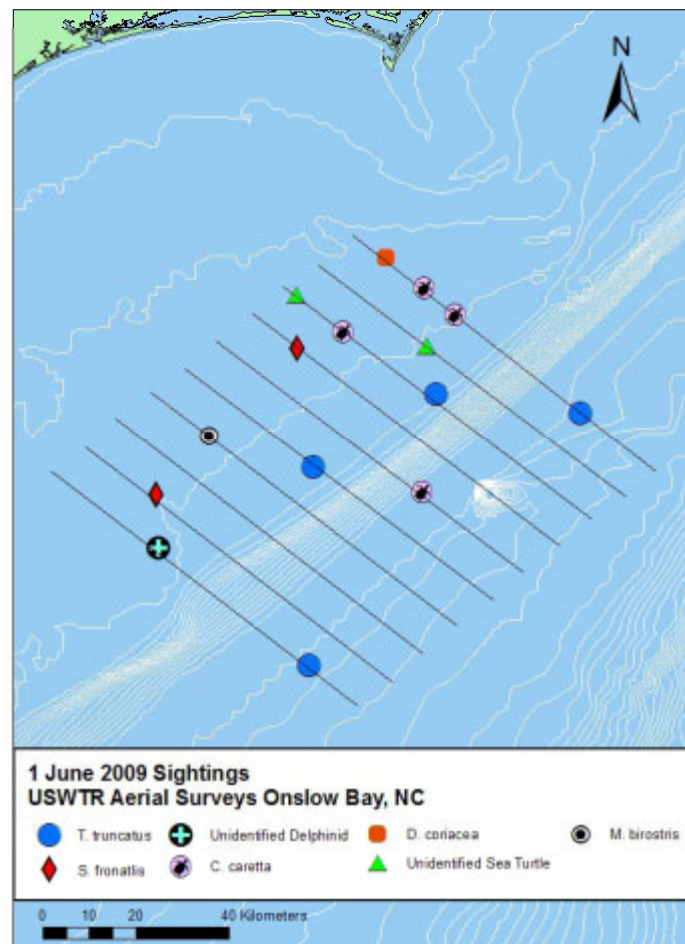 N
1 June 2009 Sightings
USWTR Aerial Surveys Onslow Bay, NC
T. truncatus Unidentified Delphinid D. coriacea M. birostris
S. fronatlis C. caretta Unidentified Sea Turtle
0 10 20 40 Kilometers